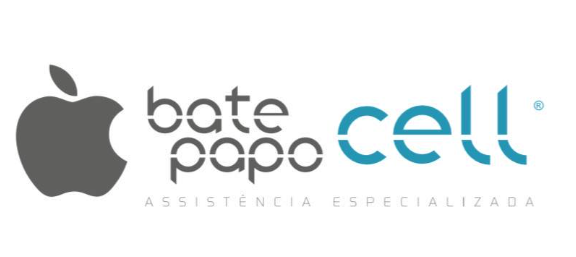 bate papo cell ®
ASSISTÊNCIA ESPECIALIZADA